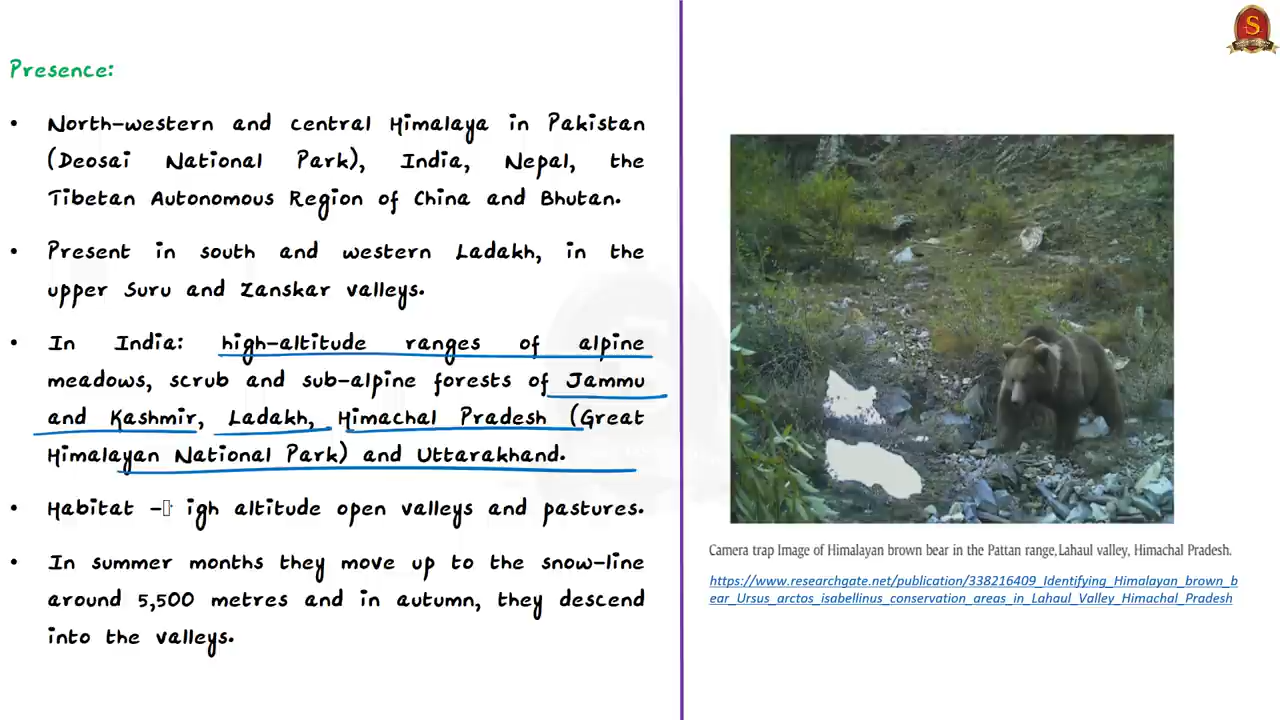 Presence:
• North-western and central Himalaya in Pakistan
(Deosai National Park), India, Nepal, the
Tibetan Autonomous Region of China and Bhutan.
• Present in south and western Ladakh, in the
upper Suru and Zanskar valleys.
• In India: high-altitude ranges of alpine
meadows, scrub and sub-alpine forests of Jammu
and Kashmir, Ladakh, Himachal Pradesh (Great
Himalayan National Park) and Uttarakhand.
• Habitat - igh altitude open valleys and pastures.
• In summer months they move up to the snow-line
around 5,500 metres and in autumn, they descend
into the valleys.
S
Camera trap Image of Himalayan brown bear in the Pattan range,Lahaul valley, Himachal Pradesh.
https://www.researchgate.net/publication/338216409_Identifying_Himalayan_brown_b
ear_Ursus_arctos_isabellinus_conservation_areas_in_Lahaul_Valley_Himachal_Pradesh